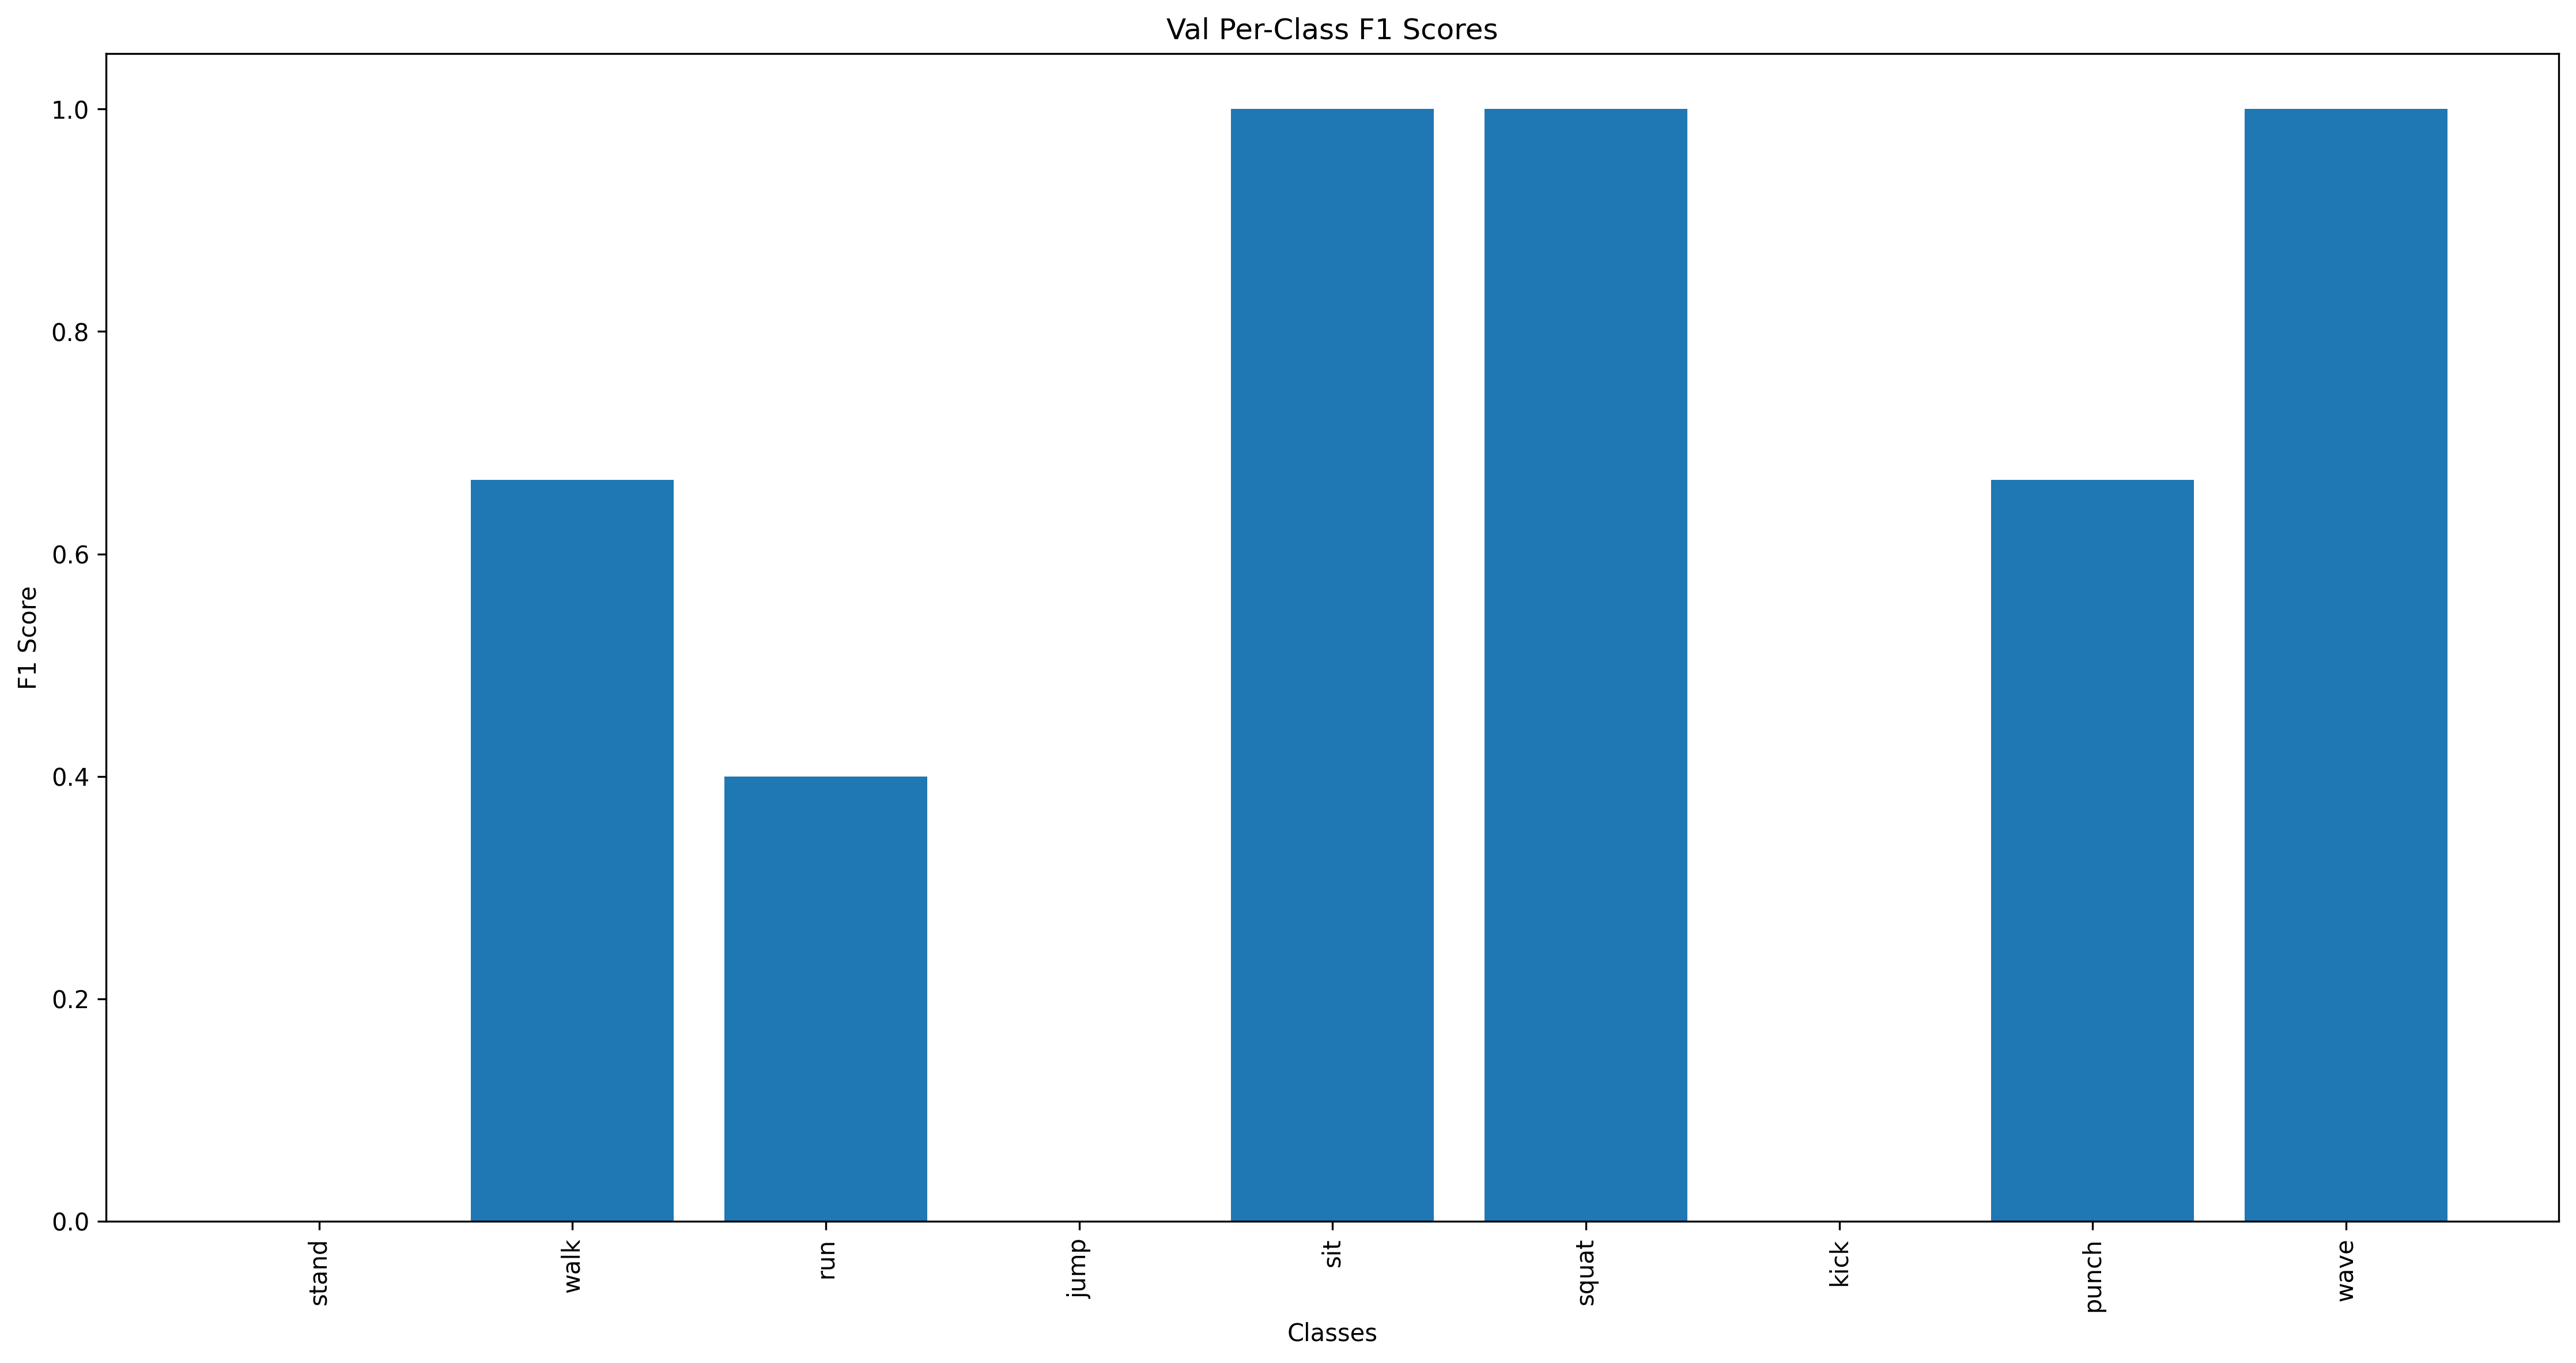 Val Per-Class F1 Scores
F1 Score
1.0
0.8
0.6
0.4
0.2
0.0
stand
walk
run
jump
sit
squat
kick
punch
wave
Classes